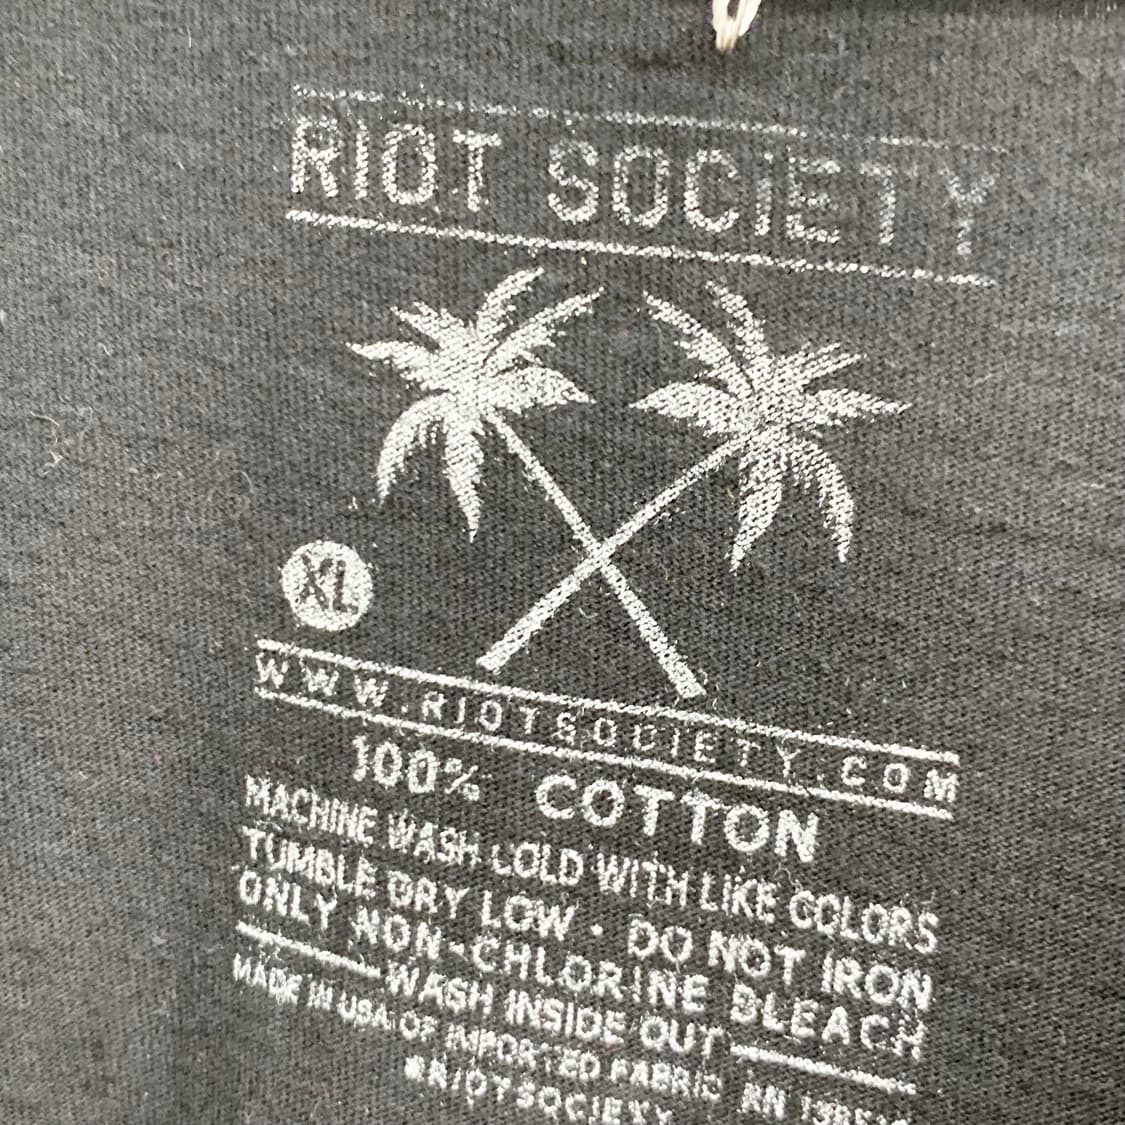 RIOT SOCIETY
XL
WWW.RIOTSOCIETY.COM
100% COTTON
MACHINE WASH COLD WITH LIKE COLORS
TUMBLE DRY LOW • DO NOT IRON
ONLY NON-CHLORINE BLEACH
WASH INSIDE OUT
MADE IN USA OF IMPORTED FABRIC RN
#RIOTSOCIETY